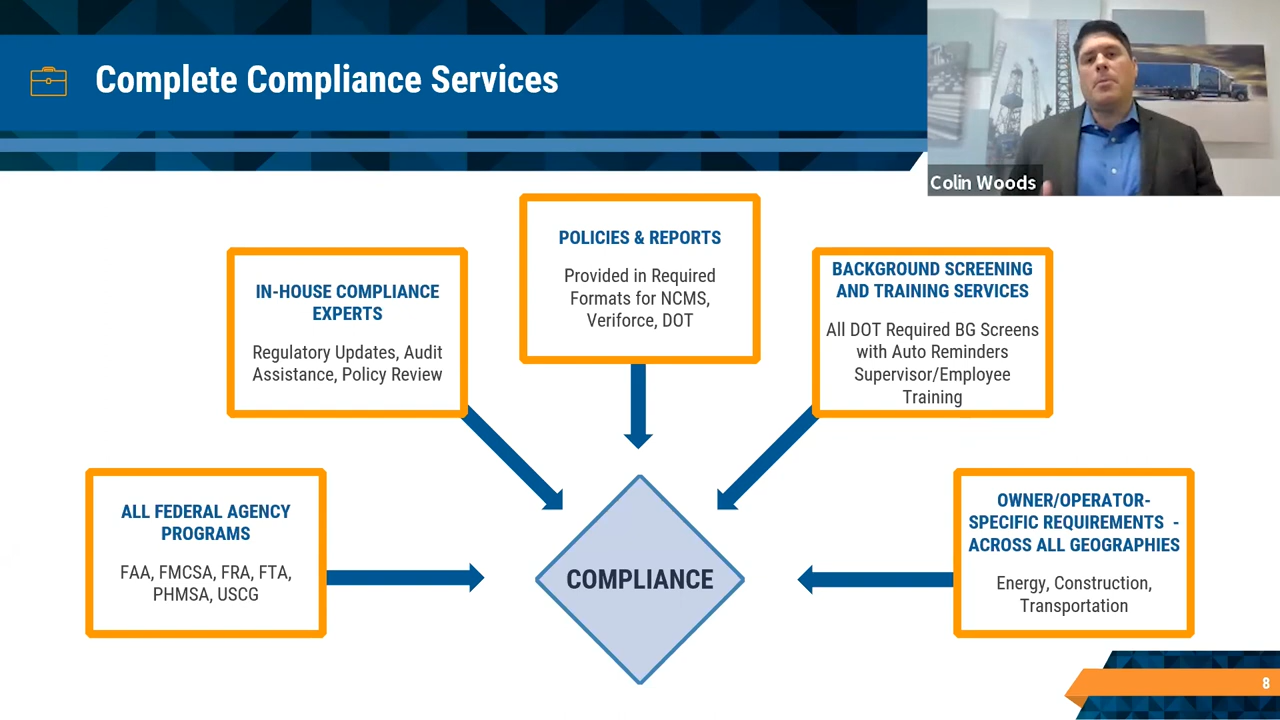 Complete Compliance Services
Colin Woods
POLICIES & REPORTS
Provided in Required
Formats for NCMS,
Veriforce, DOT
IN-HOUSE COMPLIANCE
EXPERTS
Regulatory Updates, Audit
Assistance, Policy Review
BACKGROUND SCREENING
AND TRAINING SERVICES
All DOT Required BG Screens
with Auto Reminders
Supervisor/Employee
Training
ALL FEDERAL AGENCY
PROGRAMS
FAA, FMCSA, FRA, FTA,
PHMSA, USCG
COMPLIANCE
OWNER/OPERATOR-
SPECIFIC REQUIREMENTS -
ACROSS ALL GEOGRAPHIES
Energy, Construction,
Transportation
8